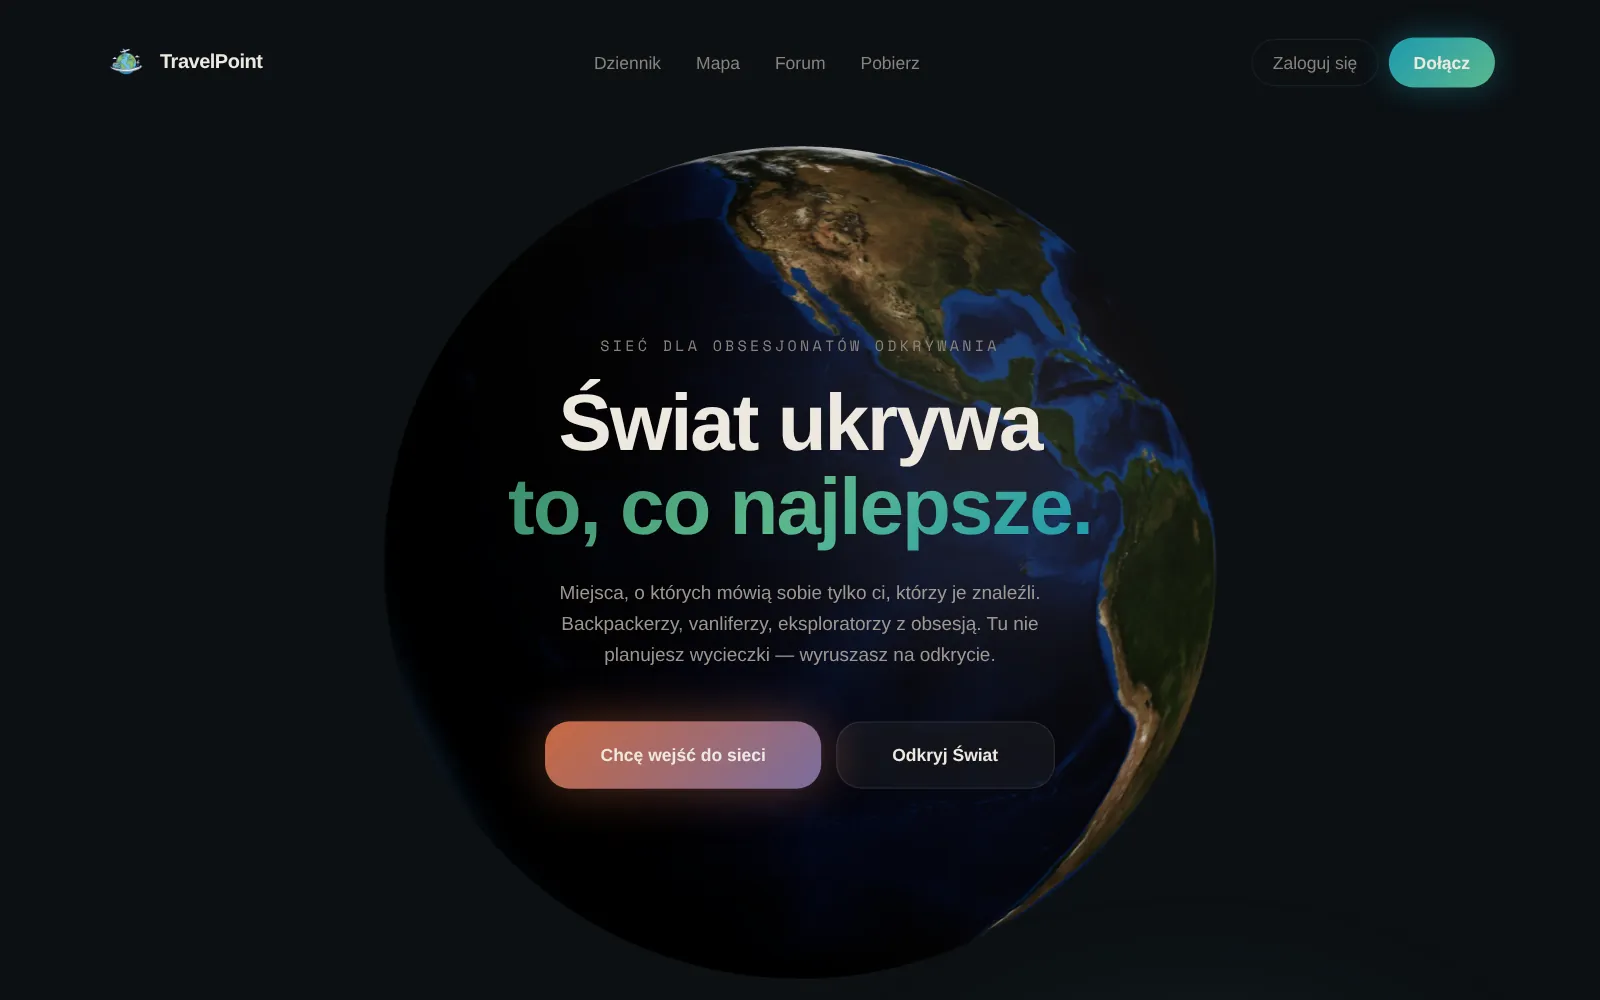 TravelPoint
Dziennik
Mapa
Forum
Pobierz
Zaloguj się
Dołącz
SIEĆ DLA OBSESJONATÓW ODKRYWANIA
Świat ukrywa
to, co najlepsze.
Miejsca, o których mówią sobie tylko ci, którzy je znaleźli.
Backpackerzy, vanliferzy, eksploratorzy z obsesją. Tu nie
planujesz wycieczki — wyruszasz na odkrycie.
Chcę wejść do sieci
Odkryj Świat